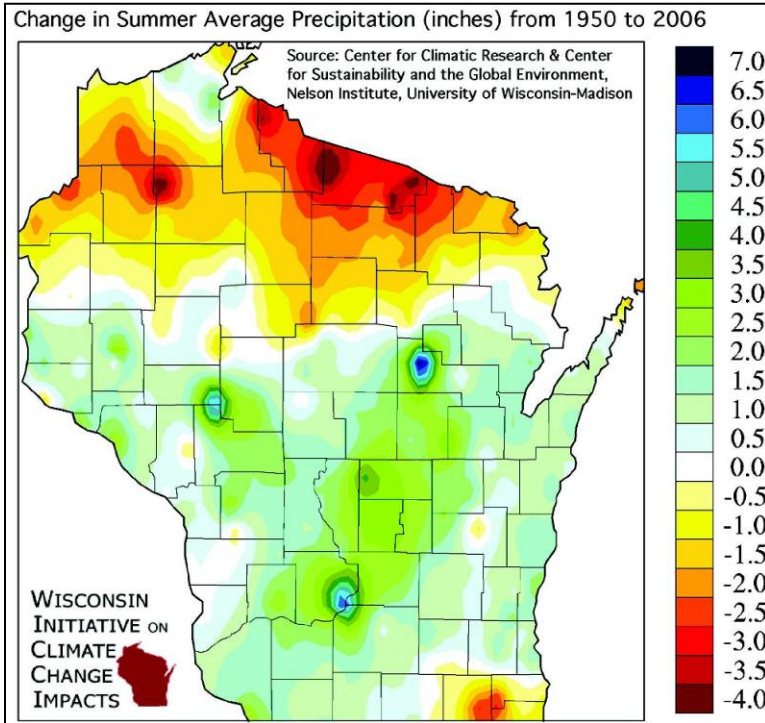 Change in Summer Average Precipitation (inches) from 1950 to 2006
Source: Center for Climatic Research & Center
for Sustainability and the Global Environment,
Nelson Institute, University of Wisconsin-Madison
7.0
6.5
6.0
5.5
5.0
4.5
4.0
3.5
3.0
2.5
2.0
1.5
1.0
0.5
0.0
-0.5
-1.0
-1.5
-2.0
-2.5
-3.0
-3.5
-4.0
WISCONSIN
INITIATIVE ON
CLIMATE
CHANGE
IMPACTS